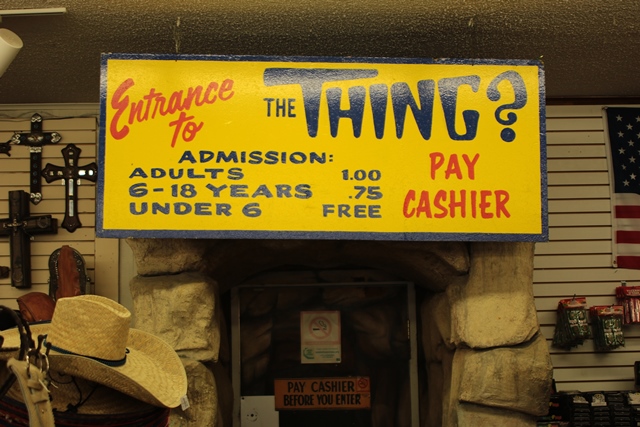 Entrance to
THE THING?
ADMISSION:
ADULTS 1.00
6-18 YEARS .75
UNDER 6 FREE
PAY
CASHIER
PAY CASHIER
BEFORE YOU ENTER